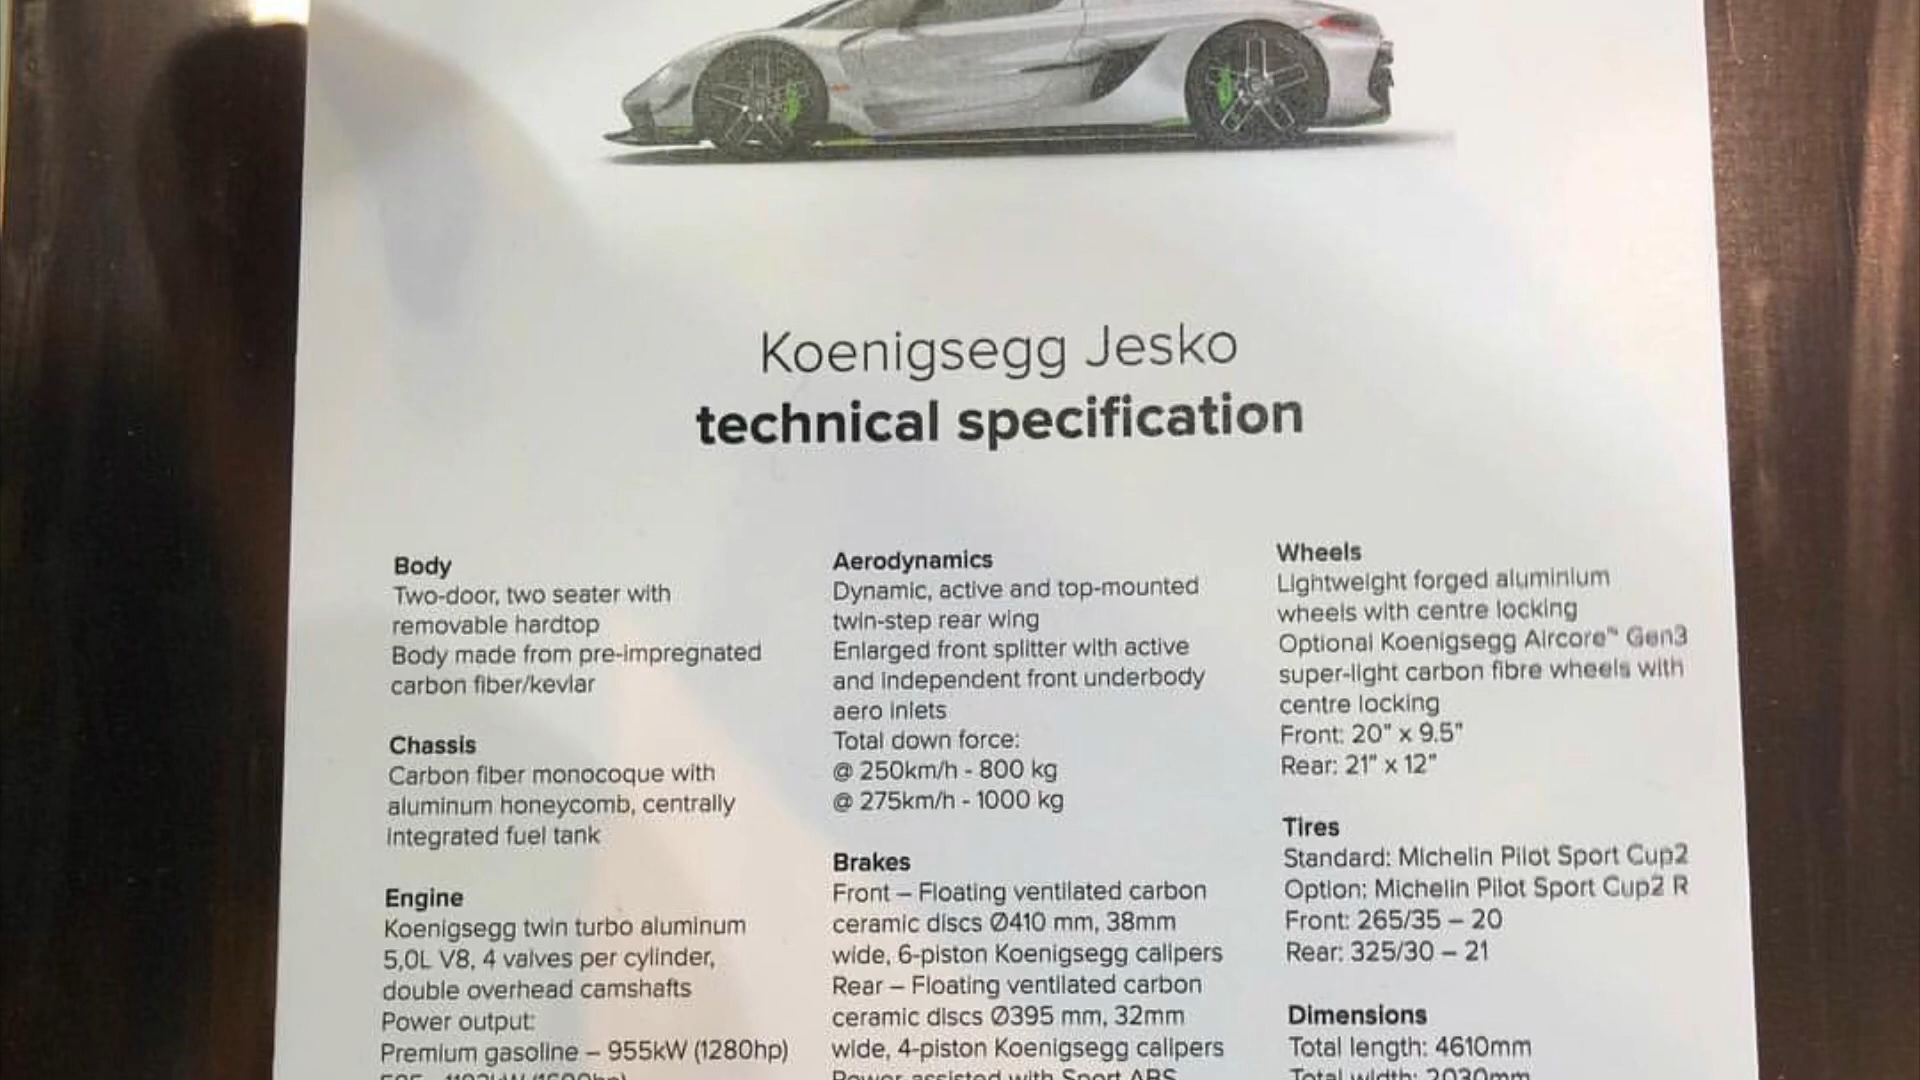 Koenigsegg Jesko
technical specification
Body
Two-door, two seater with
removable hardtop
Body made from pre-impregnated
carbon fiber/kevlar
Chassis
Carbon fiber monocoque with
aluminum honeycomb, centrally
integrated fuel tank
Engine
Koenigsegg twin turbo aluminum
5,0L V8, 4 valves per cylinder,
double overhead camshafts
Power output:
Premium gasoline – 955kW (1280hp)
Aerodynamics
Dynamic, active and top-mounted
twin-step rear wing
Enlarged front splitter with active
and independent front underbody
aero inlets
Total down force:
@ 250km/h - 800 kg
@ 275km/h - 1000 kg
Brakes
Front – Floating ventilated carbon
ceramic discs Ø410 mm, 38mm
wide, 6-piston Koenigsegg calipers
Rear – Floating ventilated carbon
ceramic discs Ø395 mm, 32mm
wide, 4-piston Koenigsegg calipers
Power assisted with Sport ABS
Wheels
Lightweight forged aluminium
wheels with centre locking
Optional Koenigsegg Aircore™ Gen3
super-light carbon fibre wheels with
centre locking
Front: 20" x 9.5"
Rear: 21" x 12"
Tires
Standard: Michelin Pilot Sport Cup2
Option: Michelin Pilot Sport Cup2 R
Front: 265/35 – 20
Rear: 325/30 – 21
Dimensions
Total length: 4610mm
Total width: 2030mm